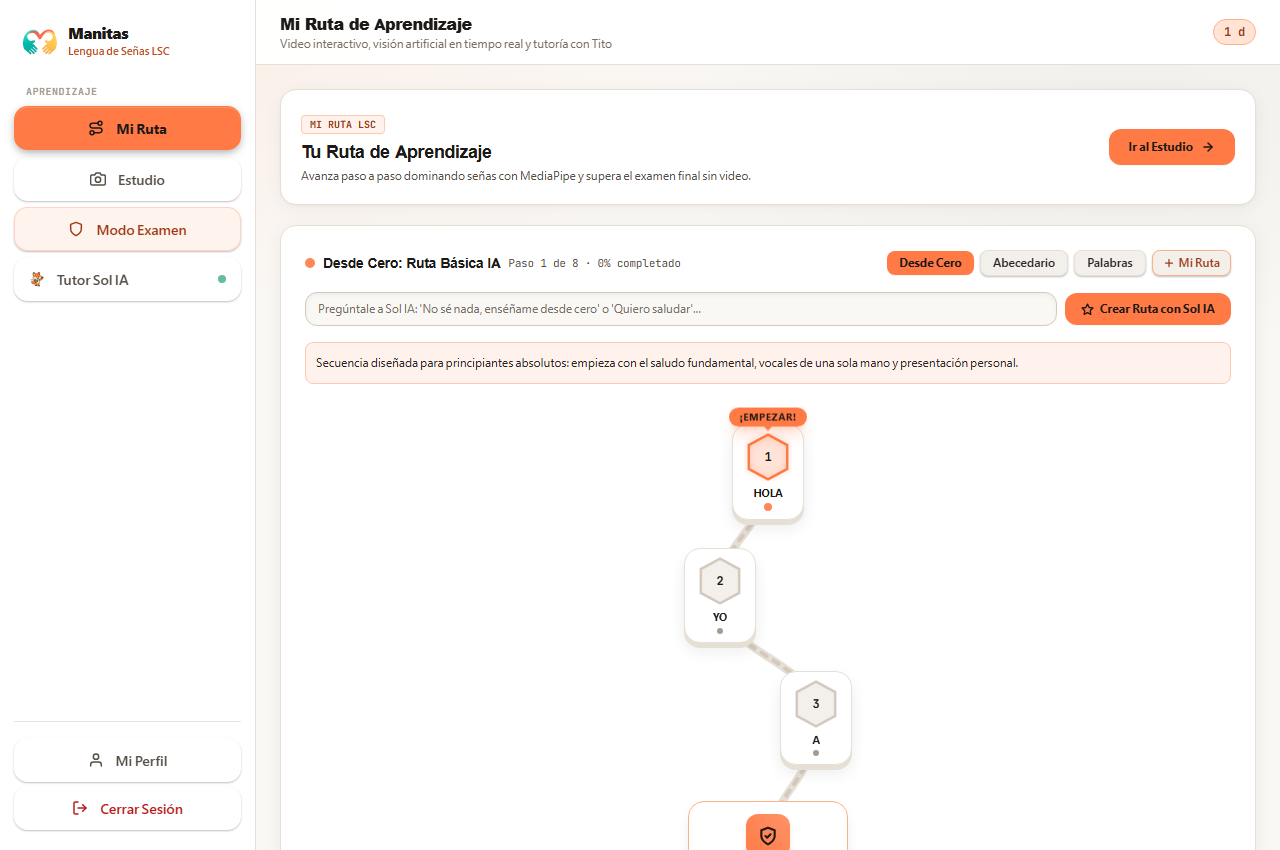 Manitas
Lengua de Señas LSC
APRENDIZAJE
Mi Ruta
Estudio
Modo Examen
Tutor Sol IA
Mi Perfil
Cerrar Sesión
Mi Ruta de Aprendizaje
Video interactivo, visión artificial en tiempo real y tutoría con Tito
1 d
MI RUTA LSC
Tu Ruta de Aprendizaje
Avanza paso a paso dominando señas con MediaPipe y supera el examen final sin video.
Ir al Estudio →
Desde Cero: Ruta Básica IA Paso 1 de 8 · 0% completado
Desde Cero Abecedario Palabras + Mi Ruta
Pregúntale a Sol IA: 'No sé nada, enséñame desde cero' o 'Quiero saludar'...
Crear Ruta con Sol IA
Secuencia diseñada para principiantes absolutos: empieza con el saludo fundamental, vocales de una sola mano y presentación personal.
¡EMPEZAR!
1
HOLA
2
YO
3
A